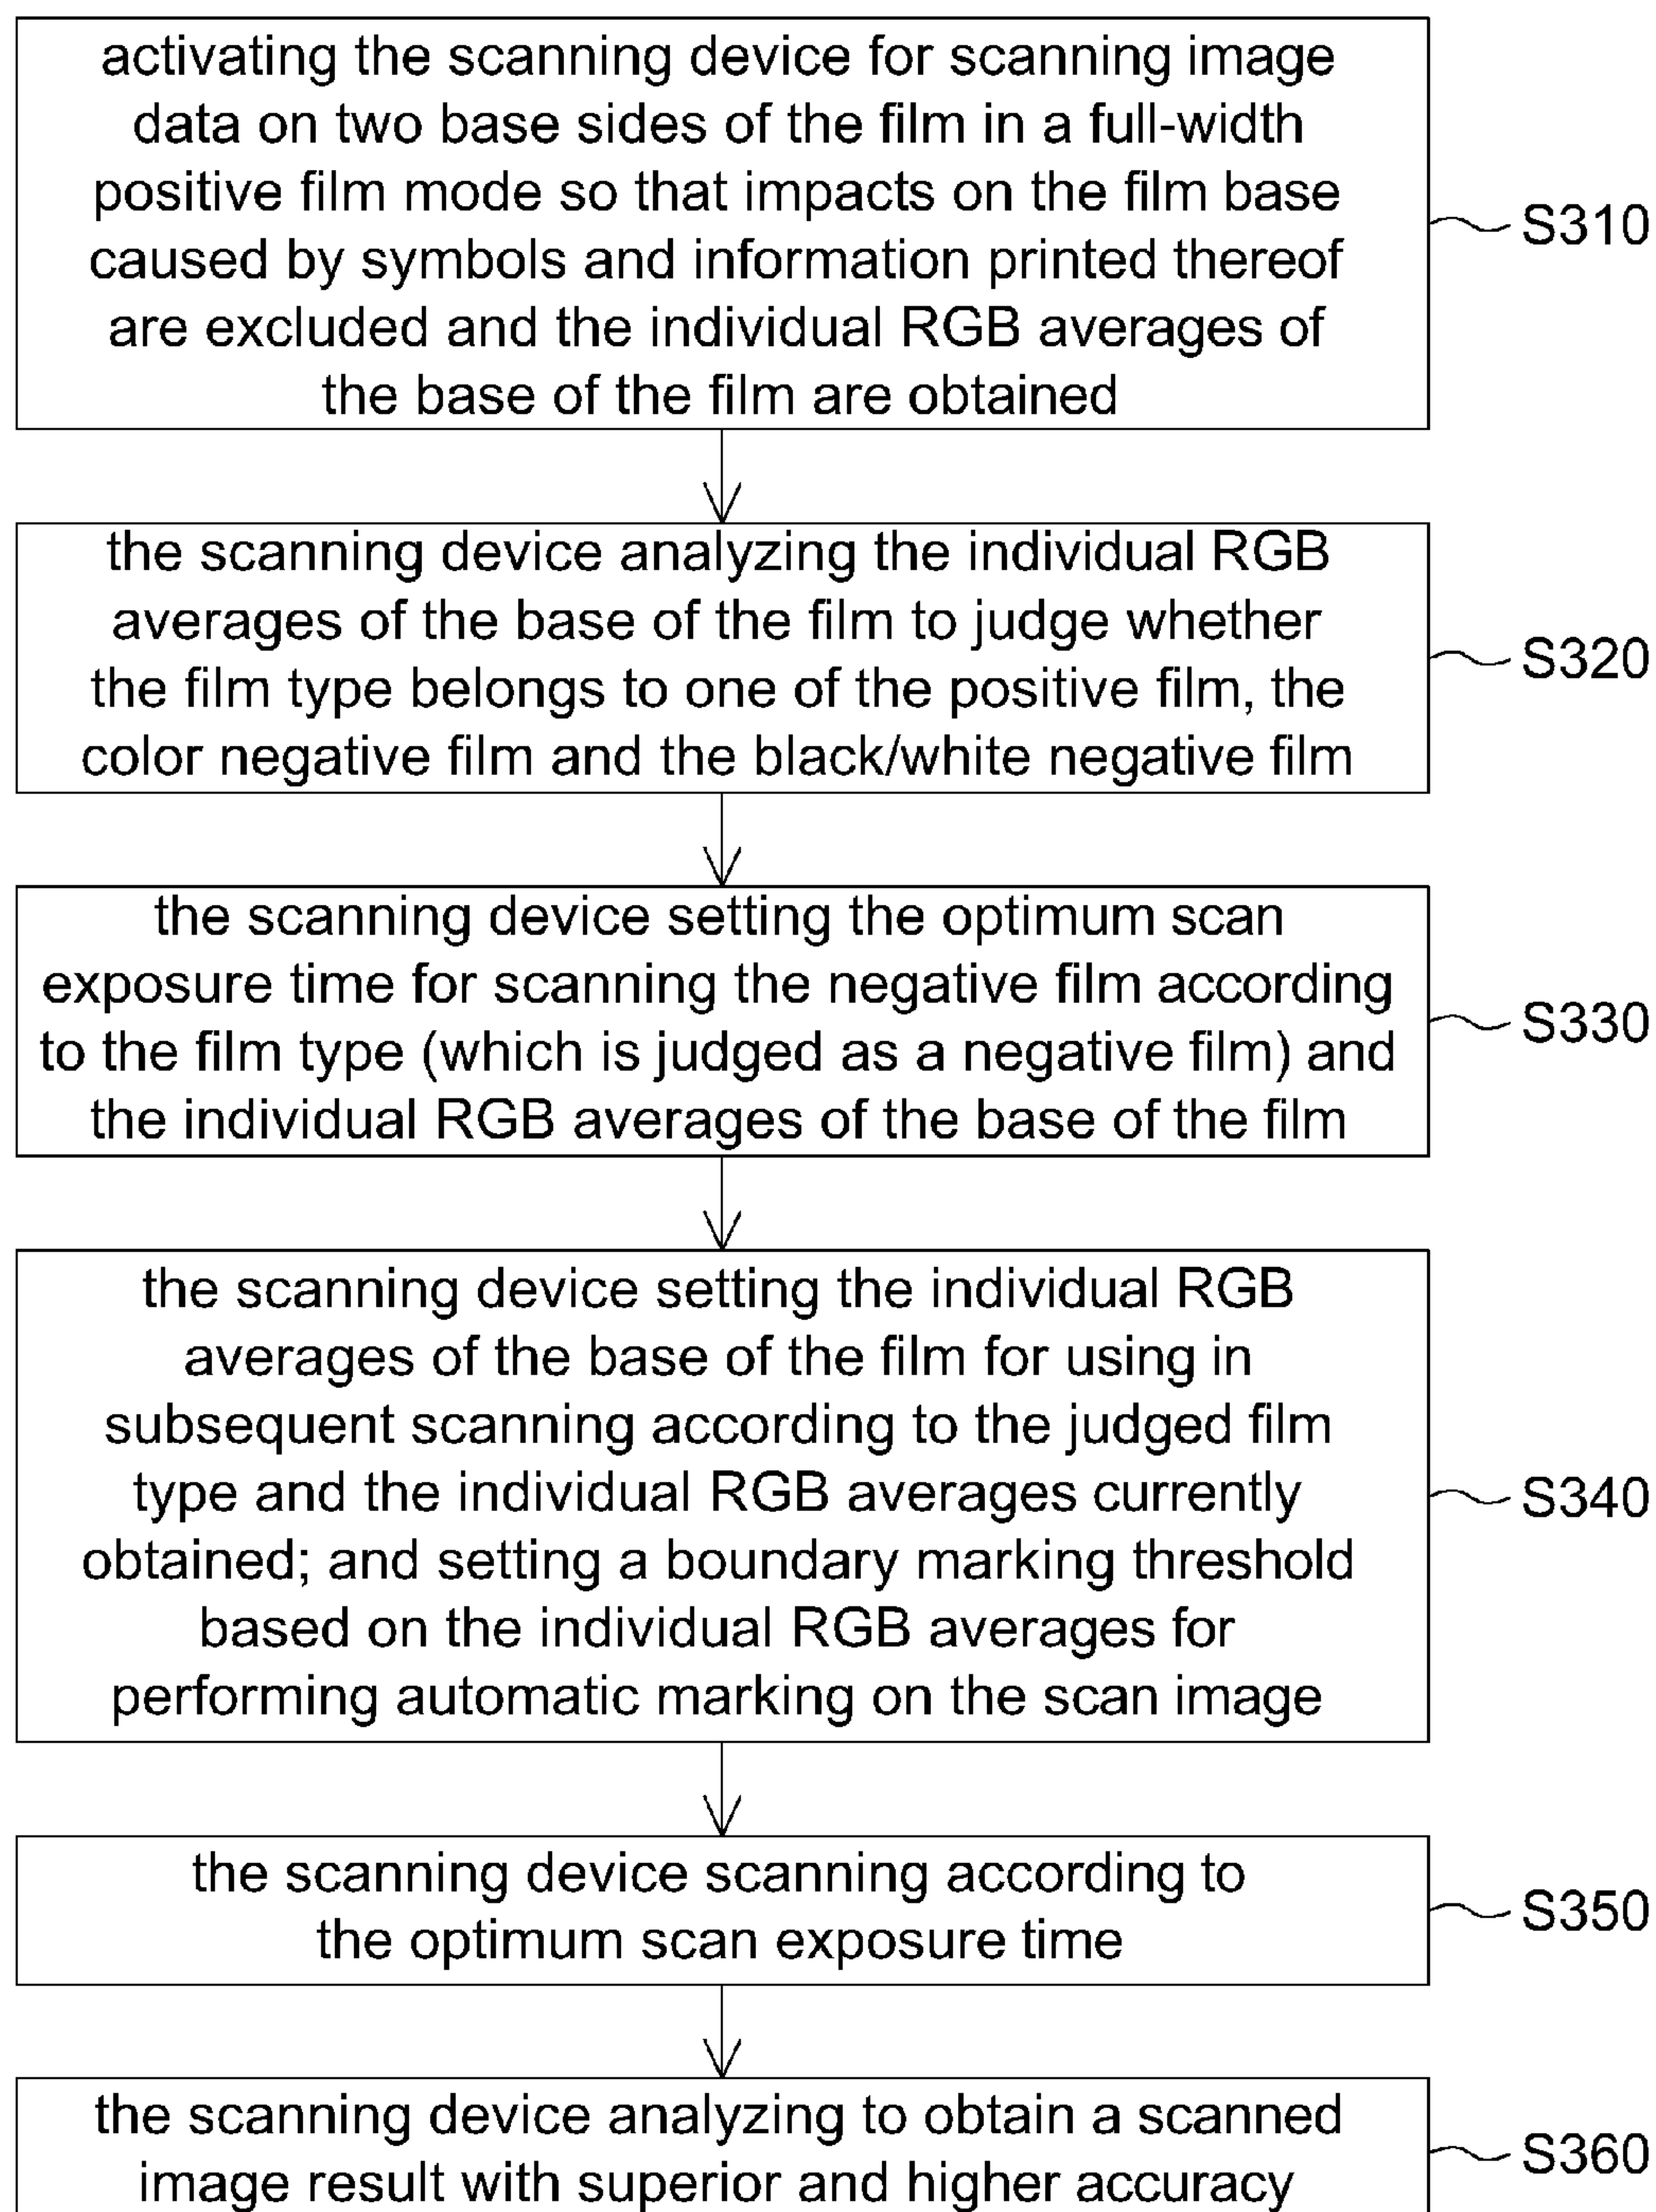 activating the scanning device for scanning image
data on two base sides of the film in a full-width
positive film mode so that impacts on the film base
caused by symbols and information printed thereof
are excluded and the individual RGB averages of
the base of the film are obtained
S310
the scanning device analyzing the individual RGB
averages of the base of the film to judge whether
the film type belongs to one of the positive film, the
color negative film and the black/white negative film
S320
the scanning device setting the optimum scan
exposure time for scanning the negative film according
to the film type (which is judged as a negative film) and
the individual RGB averages of the base of the film
S330
the scanning device setting the individual RGB
averages of the base of the film for using in
subsequent scanning according to the judged film
type and the individual RGB averages currently
obtained; and setting a boundary marking threshold
based on the individual RGB averages for
performing automatic marking on the scan image
S340
the scanning device scanning according to
the optimum scan exposure time
S350
the scanning device analyzing to obtain a scanned
image result with superior and higher accuracy
S360